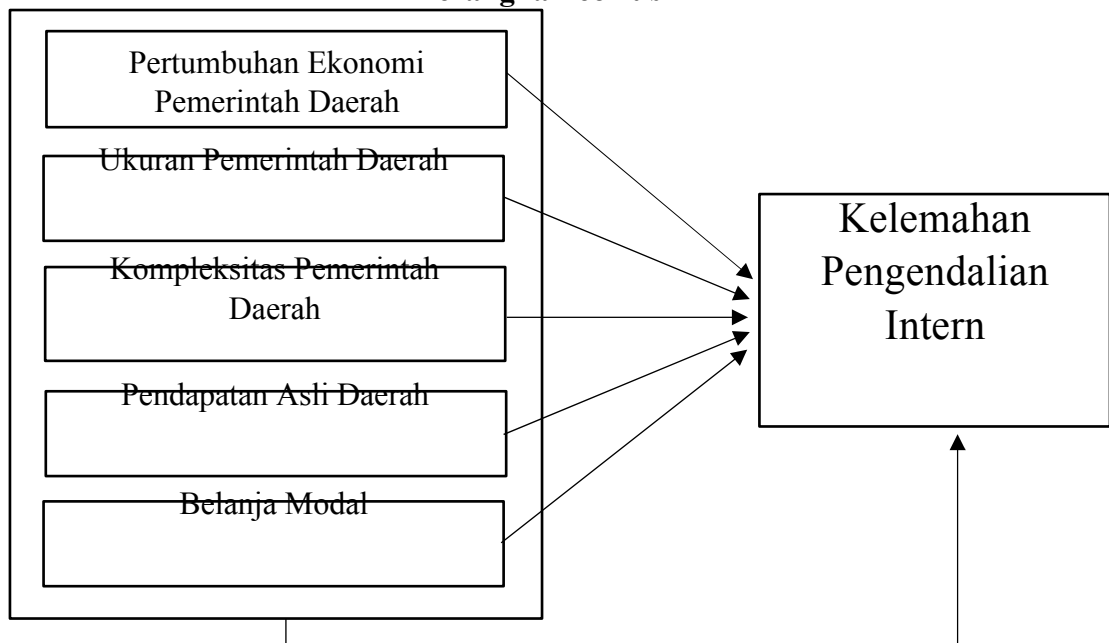 Pertumbuhan Ekonomi
Pemerintah Daerah
Ukuran Pemerintah Daerah
Kompleksitas Pemerintah
Daerah
Pendapatan Asli Daerah
Belanja Modal
Kelemahan
Pengendalian
Intern